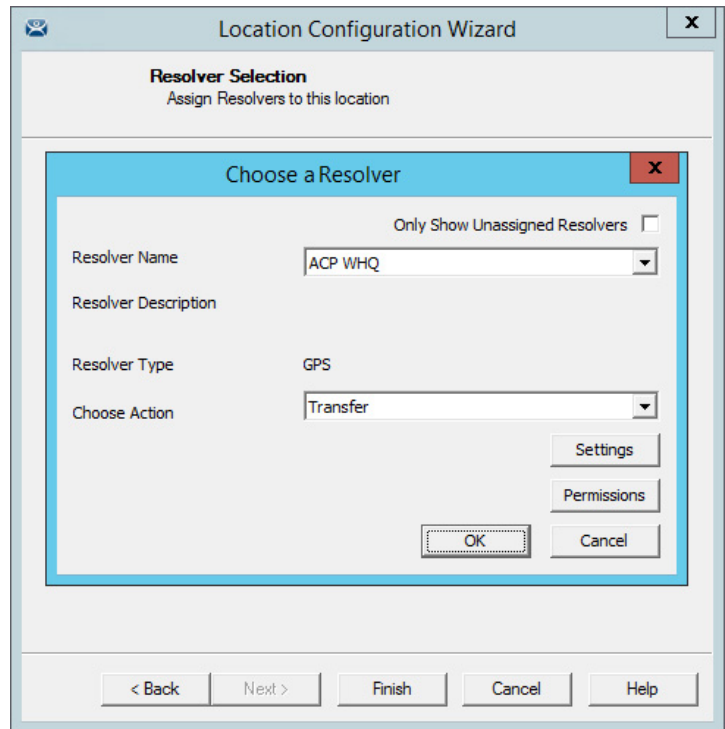 Location Configuration Wizard
x
Resolver Selection
Assign Resolvers to this location
Choose a Resolver
x
Only Show Unassigned Resolvers
Resolver Name
ACP WHQ
Resolver Description
Resolver Type
GPS
Choose Action
Transfer
Settings
Permissions
OK
Cancel
< Back
Next >
Finish
Cancel
Help